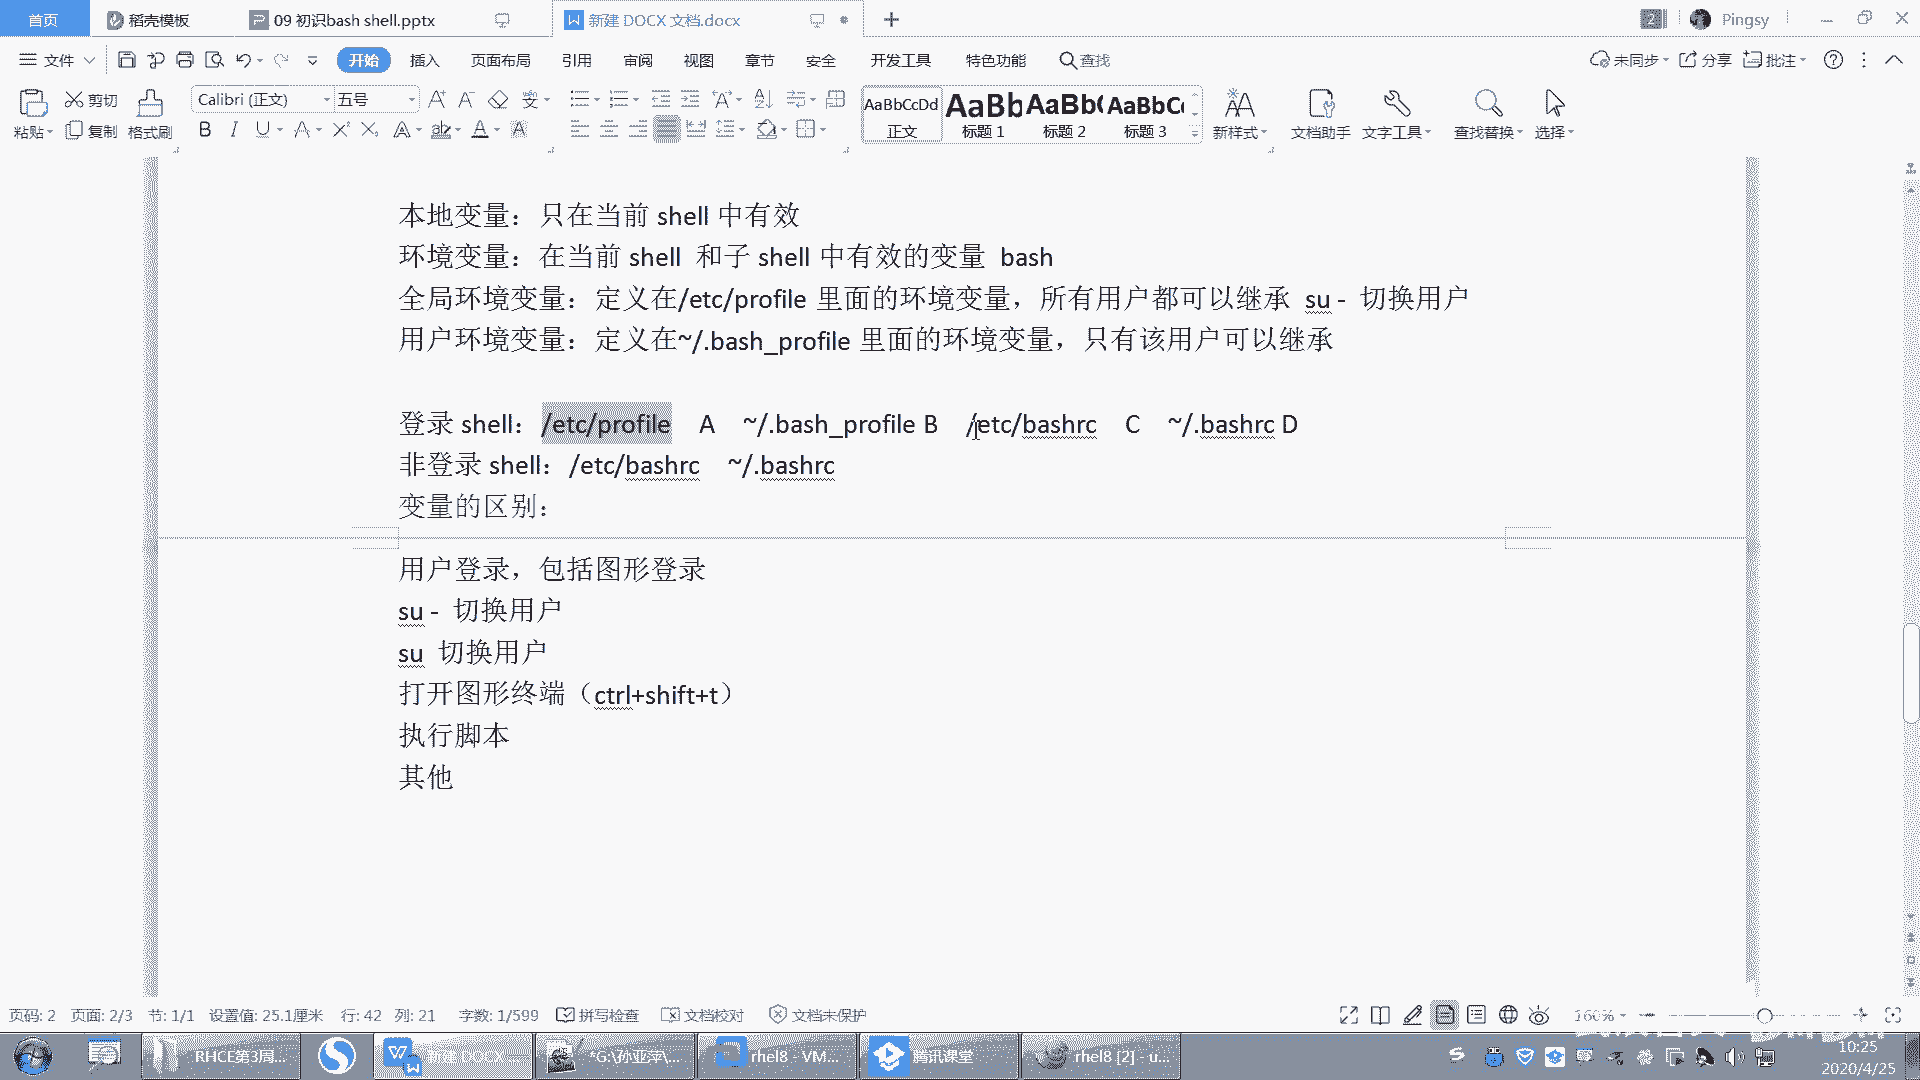 首页 稻壳模板 09 初识bash shell.pptx 新建 DOCX 文档.docx + 2 Pingsy
文件 开始 插入 页面布局 引用 审阅 视图 章节 安全 开发工具 特色功能 查找 未同步 分享 批注
粘贴 剪切 复制 格式刷 Calibri (正文) 五号 AaBbCcDd 正文 AaBb 标题 1 AaBb( 标题 2 AaBbC 标题 3 新样式 文档助手 文字工具 查找替换 选择
本地变量：只在当前 shell 中有效
环境变量：在当前 shell 和子 shell 中有效的变量 bash
全局环境变量：定义在/etc/profile 里面的环境变量，所有用户都可以继承 su - 切换用户
用户环境变量：定义在~/.bash_profile 里面的环境变量，只有该用户可以继承
登录 shell：/etc/profile A ~/.bash_profile B /etc/bashrc C ~/.bashrc D
非登录 shell：/etc/bashrc ~/.bashrc
变量的区别：
用户登录，包括图形登录
su - 切换用户
su 切换用户
打开图形终端（ctrl+shift+t）
执行脚本
其他
页码: 2 页面: 2/3 节: 1/1 设置值: 25.1厘米 行: 42 列: 21 字数: 1/599 拼写检查 文档校对 文档未保护 160%
RHCE第3周... 新建 DOCX ... *G:\孙亚萍\... rhel8 - VM... 腾讯课堂 rhel8 [2] - u... 10:25
2020/4/25